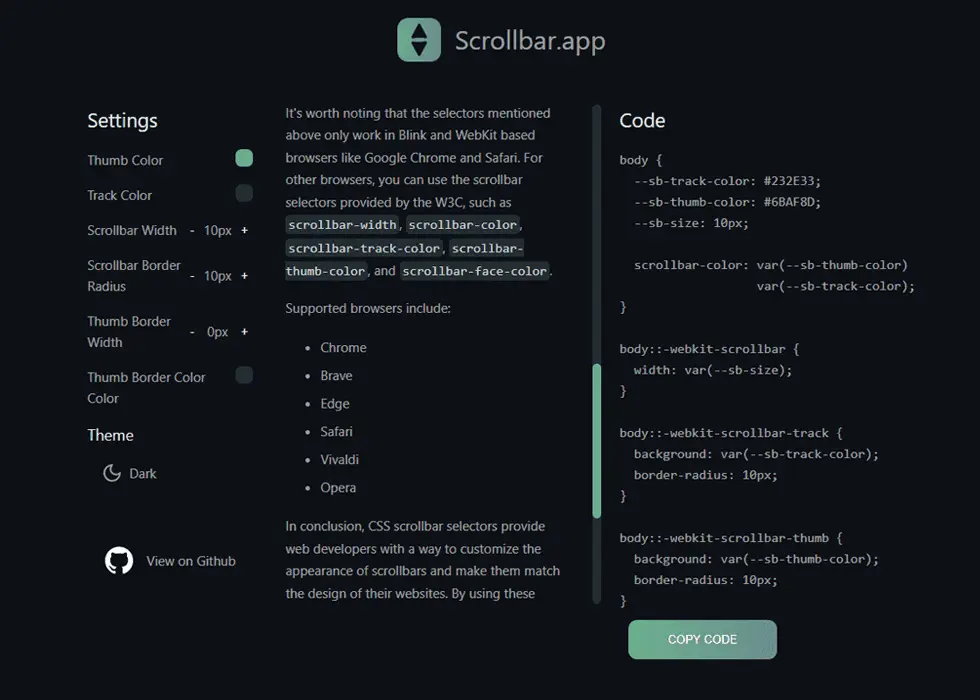 Scrollbar.app
Settings
Thumb Color
Track Color
Scrollbar Width - 10px +
Scrollbar Border
Radius
- 10px +
Thumb Border
Width
- 0px +
Thumb Border Color
Color
Theme
Dark
View on Github
It's worth noting that the selectors mentioned
above only work in Blink and WebKit based
browsers like Google Chrome and Safari. For
other browsers, you can use the scrollbar
selectors provided by the W3C, such as
scrollbar-width, scrollbar-color,
scrollbar-track-color, scrollbar-
thumb-color, and scrollbar-face-color.
Supported browsers include:
• Chrome
• Brave
• Edge
• Safari
• Vivaldi
• Opera
In conclusion, CSS scrollbar selectors provide
web developers with a way to customize the
appearance of scrollbars and make them match
the design of their websites. By using these
Code
body {
--sb-track-color: #232E33;
--sb-thumb-color: #6BAF8D;
--sb-size: 10px;
scrollbar-color: var(--sb-thumb-color)
var(--sb-track-color);
}
body::-webkit-scrollbar {
width: var(--sb-size);
}
body::-webkit-scrollbar-track {
background: var(--sb-track-color);
border-radius: 10px;
}
body::-webkit-scrollbar-thumb {
background: var(--sb-thumb-color);
border-radius: 10px;
}
COPY CODE